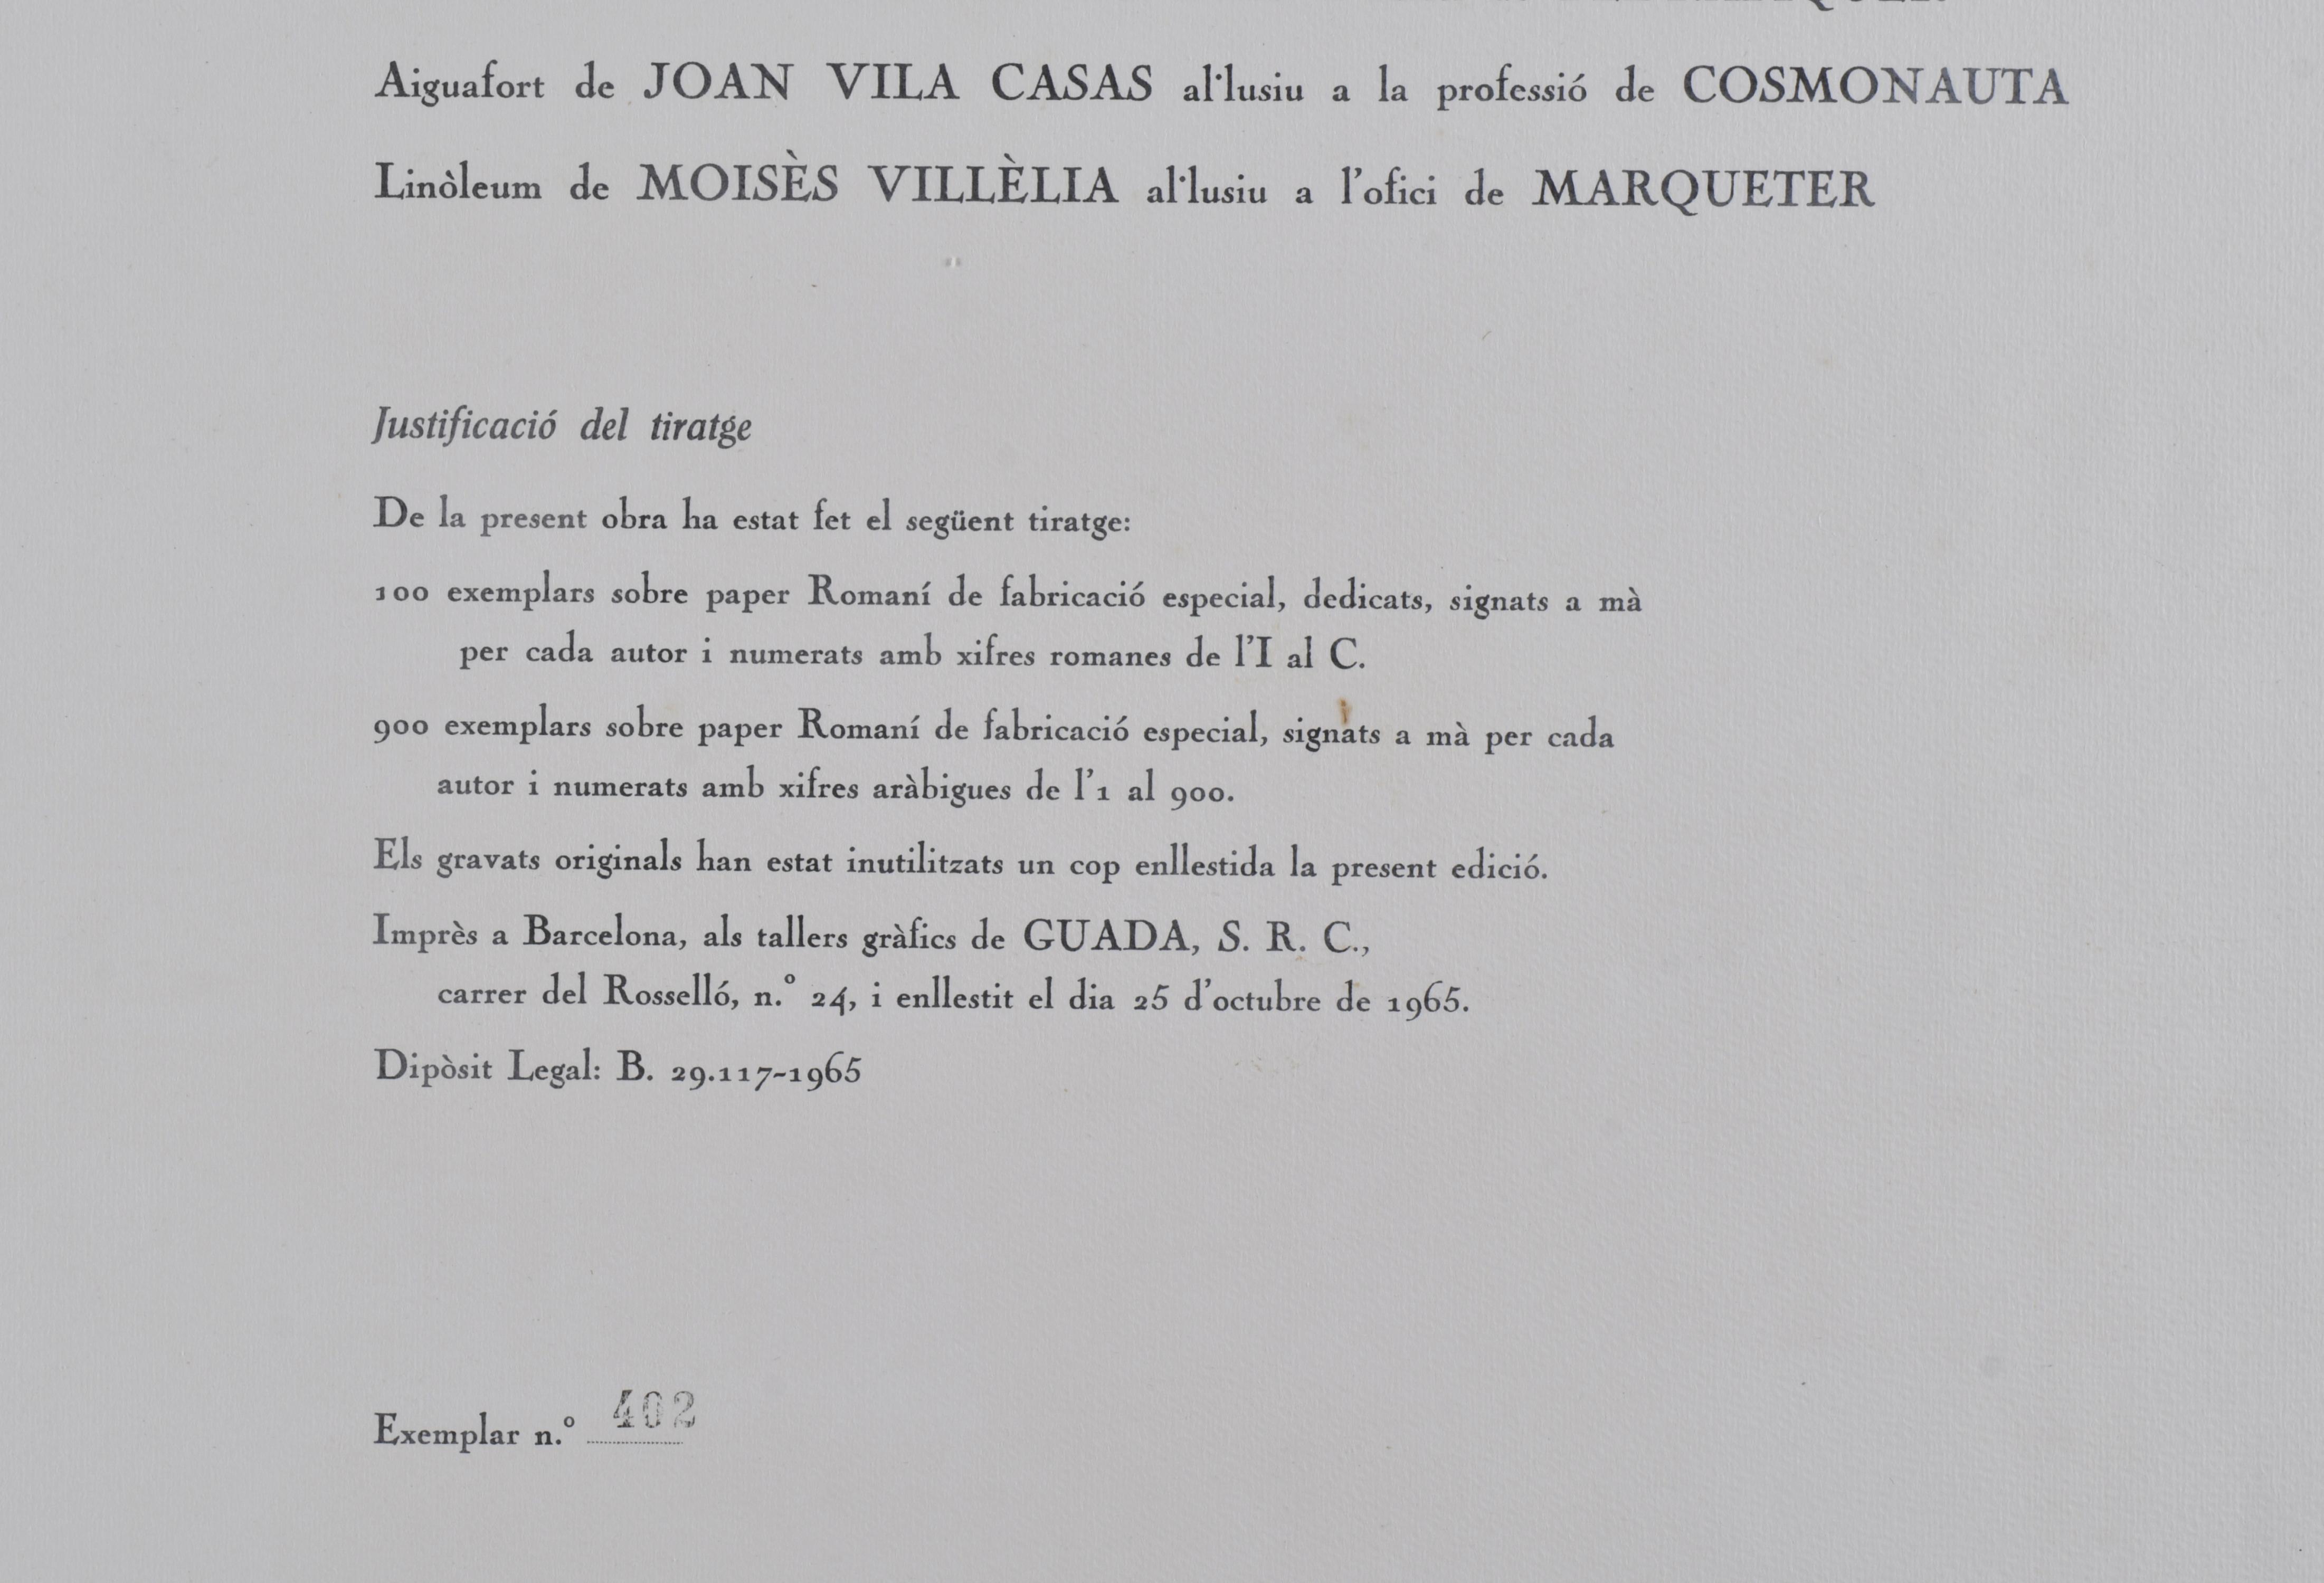 Aiguafort de JOAN VILA CASAS al·lusiu a la professió de COSMONAUTA
Linòleum de MOISÈS VILLÈLIA al·lusiu a l'ofici de MARQUETER
Justificació del tiratge
De la present obra ha estat fet el següent tiratge:
100 exemplars sobre paper Romaní de fabricació especial, dedicats, signats a mà
per cada autor i numerats amb xifres romanes de l'I al C.
900 exemplars sobre paper Romaní de fabricació especial, signats a mà per cada
autor i numerats amb xifres aràbigues de l'1 al 900.
Els gravats originals han estat inutilitzats un cop enllestida la present edició.
Imprès a Barcelona, als tallers gràfics de GUADA, S. R. C.,
carrer del Rosselló, n.º 24, i enllestit el dia 25 d'octubre de 1965.
Dipòsit Legal: B. 29.117-1965
Exemplar n.º 402